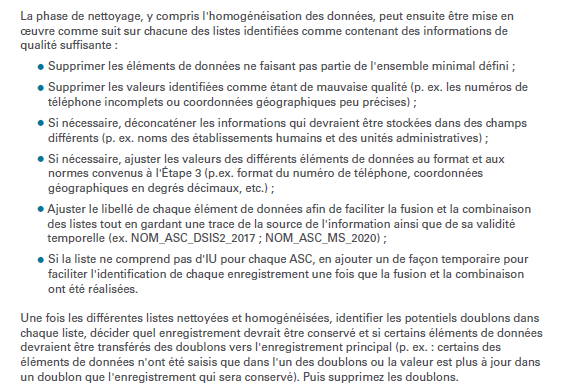 La phase de nettoyage, y compris l'homogénéisation des données, peut ensuite être mise en
œuvre comme suit sur chacune des listes identifiées comme contenant des informations de
qualité suffisante :
● Supprimer les éléments de données ne faisant pas partie de l'ensemble minimal défini ;
● Supprimer les valeurs identifiées comme étant de mauvaise qualité (p. ex. les numéros de
téléphone incomplets ou coordonnées géographiques peu précises) ;
● Si nécessaire, déconcaténer les informations qui devraient être stockées dans des champs
différents (p. ex. noms des établissements humains et des unités administratives) ;
● Si nécessaire, ajuster les valeurs des différents éléments de données au format et aux
normes convenus à l'Étape 3 (p.ex. format du numéro de téléphone, coordonnées
géographiques en degrés décimaux, etc.) ;
● Ajuster le libellé de chaque élément de données afin de faciliter la fusion et la combinaison
des listes tout en gardant une trace de la source de l'information ainsi que de sa validité
temporelle (ex. NOM_ASC_DSIS2_2017 ; NOM_ASC_MS_2020) ;
● Si la liste ne comprend pas d'IU pour chaque ASC, en ajouter un de façon temporaire pour
faciliter l'identification de chaque enregistrement une fois que la fusion et la combinaison
ont été réalisées.
Une fois les différentes listes nettoyées et homogénéisées, identifier les potentiels doublons dans
chaque liste, décider quel enregistrement devrait être conservé et si certains éléments de données
devraient être transférés des doublons vers l'enregistrement principal (p. ex. : certains des
éléments de données n'ont été saisis que dans l'un des doublons ou la valeur est plus à jour dans
un doublon que l'enregistrement qui sera conservé). Puis supprimez les doublons.